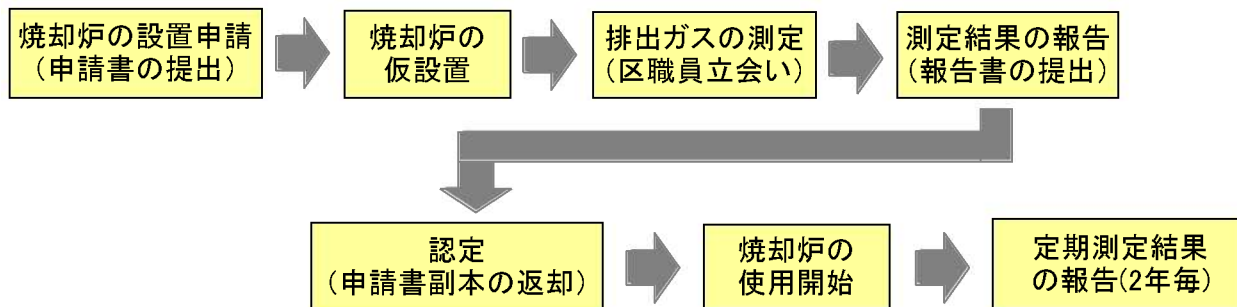 焼却炉の設置申請
（申請書の提出）
焼却炉の
仮設置
排出ガスの測定
（区職員立会い）
測定結果の報告
（報告書の提出）
認定
（申請書副本の返却）
焼却炉の
使用開始
定期測定結果
の報告(2年毎)